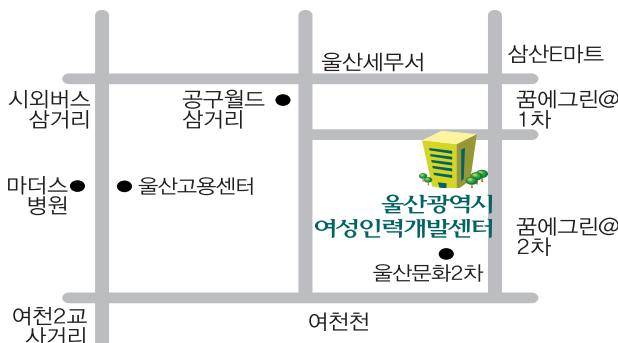 울산세무서
삼산E마트
시외버스
삼거리
공구월드
삼거리
꿈에그린@
1차
마더스
병원
울산고용센터
울산광역시
여성인력개발센터
꿈에그린@
2차
울산문화2차
여천2교
사거리
여천천